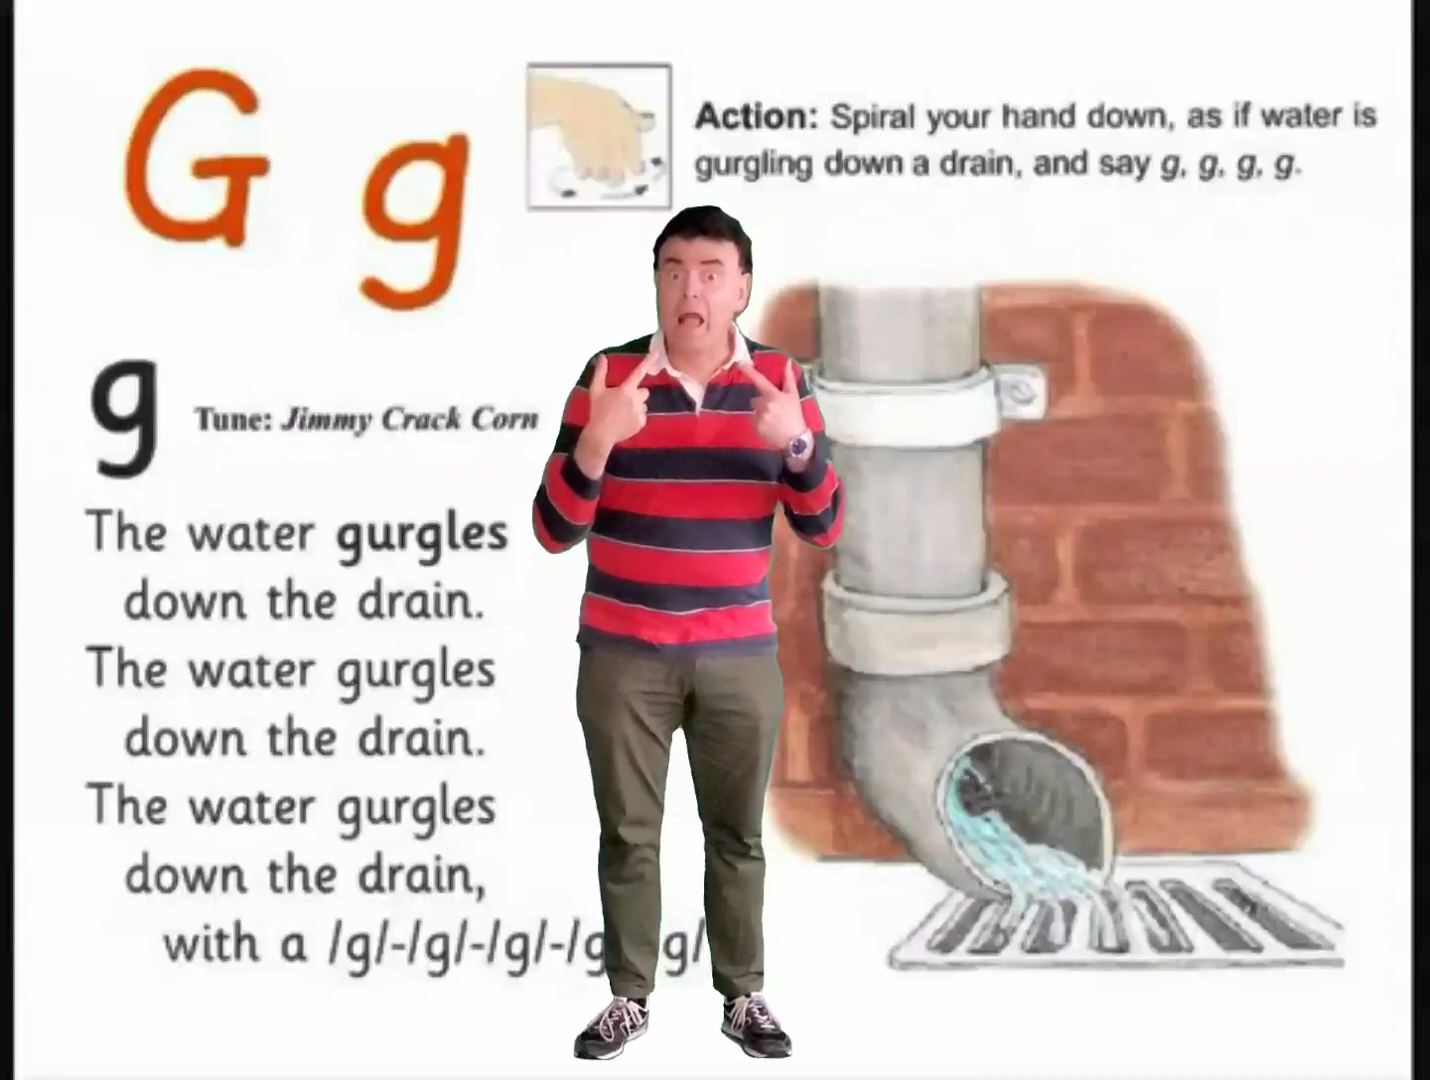 G g
Action: Spiral your hand down, as if water is
gurgling down a drain, and say g, g, g, g.
g
Tune: Jimmy Crack Corn
The water gurgles
down the drain.
The water gurgles
down the drain.
The water gurgles
down the drain,
with a /g/-/g/-/g/-/g g/